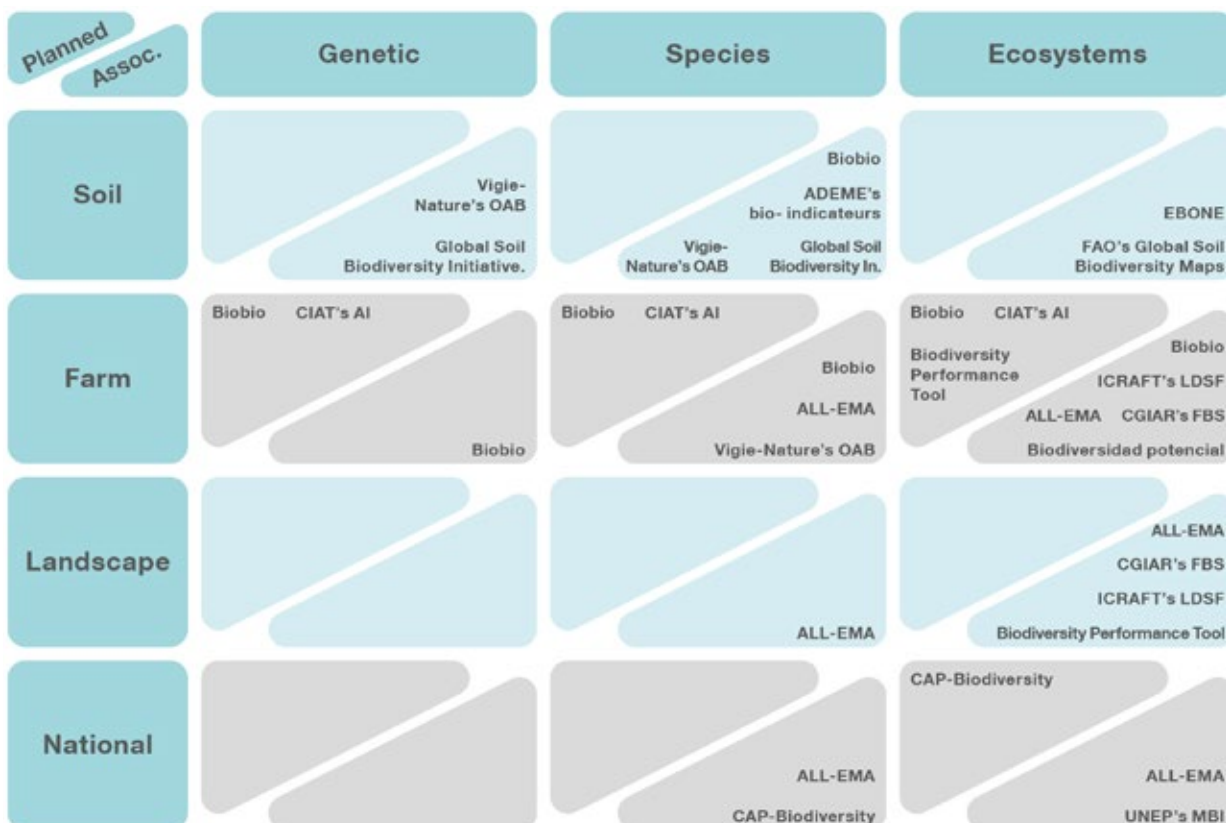 Planned
Assoc.
Genetic
Species
Ecosystems
Soil
Vigie-
Nature's OAB
Global Soil
Biodiversity Initiative.
Biobio
ADEME's
bio- indicateurs
Vigie-
Nature's OAB
Global Soil
Biodiversity In.
EBONE
FAO's Global Soil
Biodiversity Maps
Farm
Biobio CIAT's AI
Biobio
Biobio CIAT's AI
Biobio
ALL-EMA
Vigie-Nature's OAB
Biobio CIAT's AI
Biodiversity
Performance
Tool
Biobio
ICRAFT's LDSF
ALL-EMA CGIAR's FBS
Biodiversidad potencial
Landscape
ALL-EMA
ALL-EMA
CGIAR's FBS
ICRAFT's LDSF
Biodiversity Performance Tool
National
ALL-EMA
CAP-Biodiversity
CAP-Biodiversity
ALL-EMA
UNEP's MBI